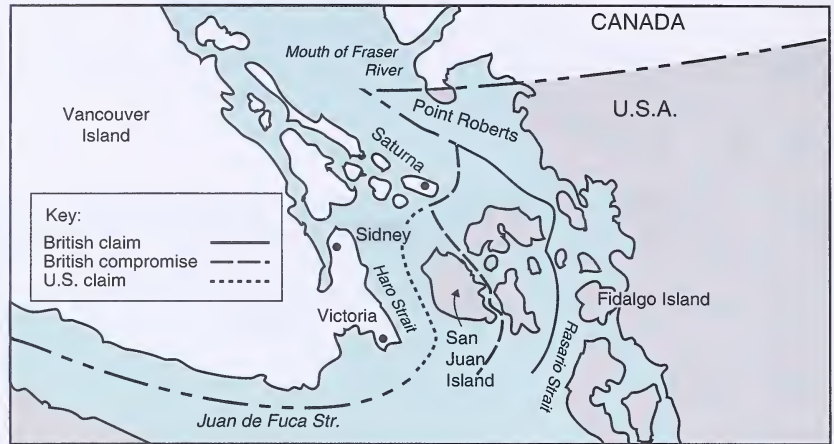 CANADA
Mouth of Fraser
River
U.S.A.
Point Roberts
Vancouver
Island
Saturna
Key:
British claim
British compromise
U.S. claim
Sidney
Haro Strait
Victoria
San
Juan
Island
Fidalgo Island
Rasario Strait
Juan de Fuca Str.